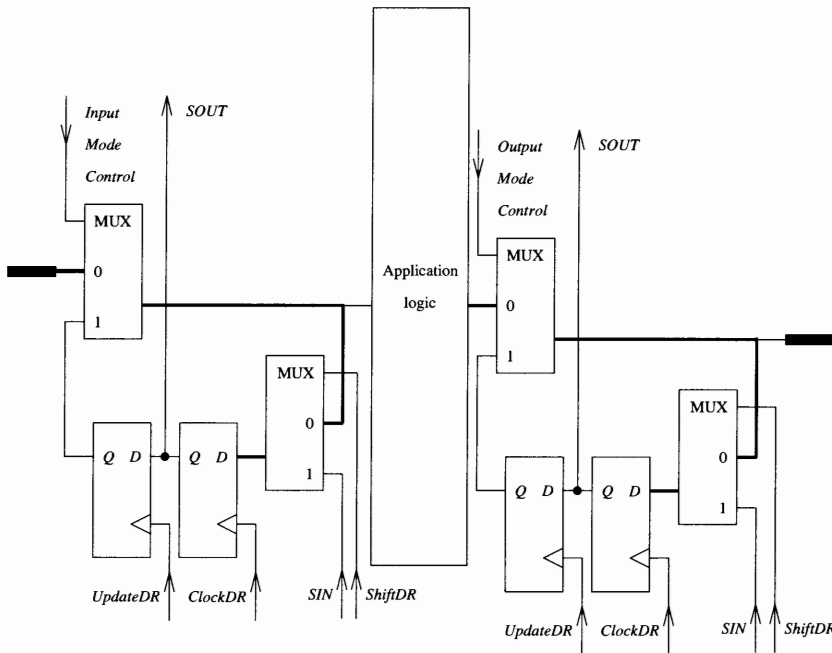 Input
Mode
Control
SOUT
MUX
0
1
MUX
0
1
Q D
Q D
UpdateDR
ClockDR
SIN
ShiftDR
Application
logic
Output
Mode
Control
SOUT
MUX
0
1
MUX
0
1
Q D
Q D
UpdateDR
ClockDR
SIN
ShiftDR